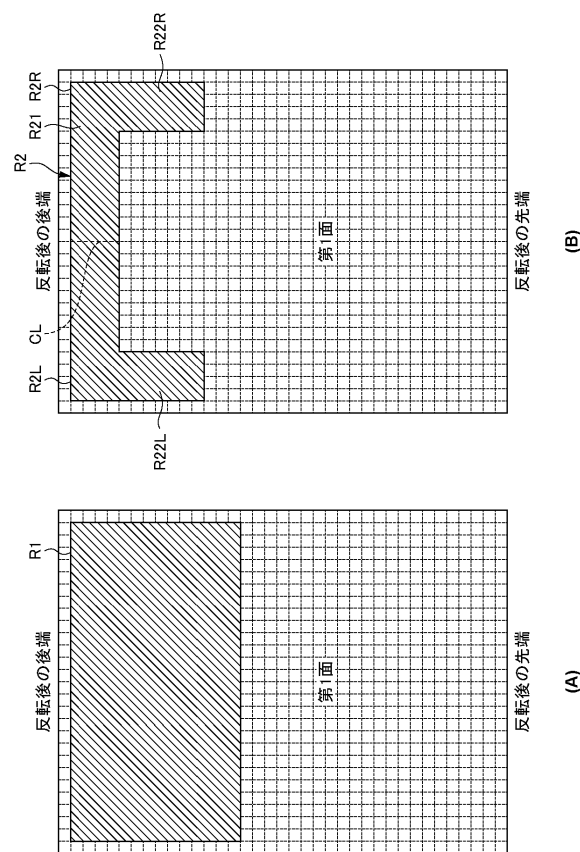 (A)
反転後の後端
R1
第1面
反転後の先端
(B)
反転後の後端
R2L
CL
R2
R21
R2R
R22L
R22R
第1面
反転後の先端